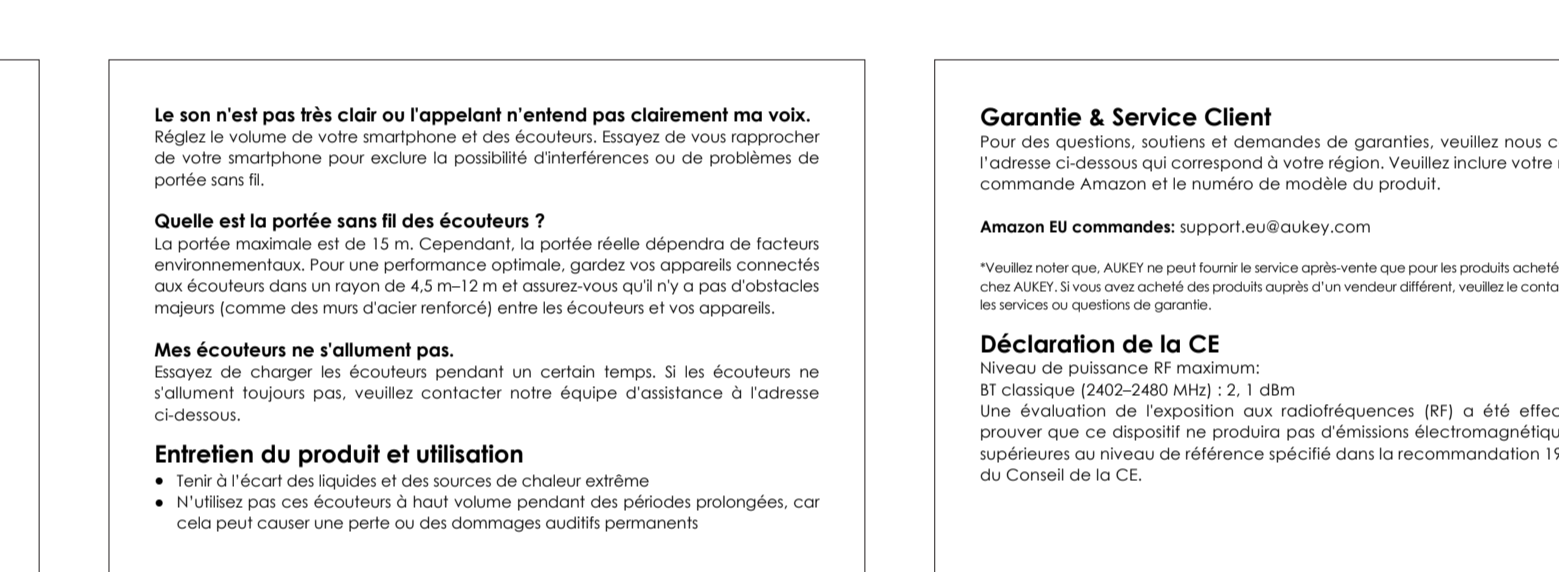 Le son n'est pas très clair ou l'appelant n’entend pas clairement ma voix.
Réglez le volume de votre smartphone et des écouteurs. Essayez de vous rapprocher
de votre smartphone pour exclure la possibilité d'interférences ou de problèmes de
portée sans fil.
Quelle est la portée sans fil des écouteurs ?
La portée maximale est de 15 m. Cependant, la portée réelle dépendra de facteurs
environnementaux. Pour une performance optimale, gardez vos appareils connectés
aux écouteurs dans un rayon de 4,5 m–12 m et assurez-vous qu'il n'y a pas d'obstacles
majeurs (comme des murs d'acier renforcé) entre les écouteurs et vos appareils.
Mes écouteurs ne s'allument pas.
Essayez de charger les écouteurs pendant un certain temps. Si les écouteurs ne
s'allument toujours pas, veuillez contacter notre équipe d'assistance à l'adresse
ci-dessous.
Entretien du produit et utilisation
● Tenir à l’écart des liquides et des sources de chaleur extrême
● N’utilisez pas ces écouteurs à haut volume pendant des périodes prolongées, car
cela peut causer une perte ou des dommages auditifs permanents
Garantie & Service Client
Pour des questions, soutiens et demandes de garanties, veuillez nous
l’adresse ci-dessous qui correspond à votre région. Veuillez inclure votre
commande Amazon et le numéro de modèle du produit.
Amazon EU commandes: support.eu@aukey.com
*Veuillez noter que, AUKEY ne peut fournir le service après-vente que pour les produits acheté
chez AUKEY. Si vous avez acheté des produits auprès d’un vendeur différent, veuillez le conta
les services ou questions de garantie.
Déclaration de la CE
Niveau de puissance RF maximum:
BT classique (2402–2480 MHz) : 2, 1 dBm
Une évaluation de l'exposition aux radiofréquences (RF) a été effec
prouver que ce dispositif ne produira pas d'émissions électromagnétiqu
supérieures au niveau de référence spécifié dans la recommandation 19
du Conseil de la CE.